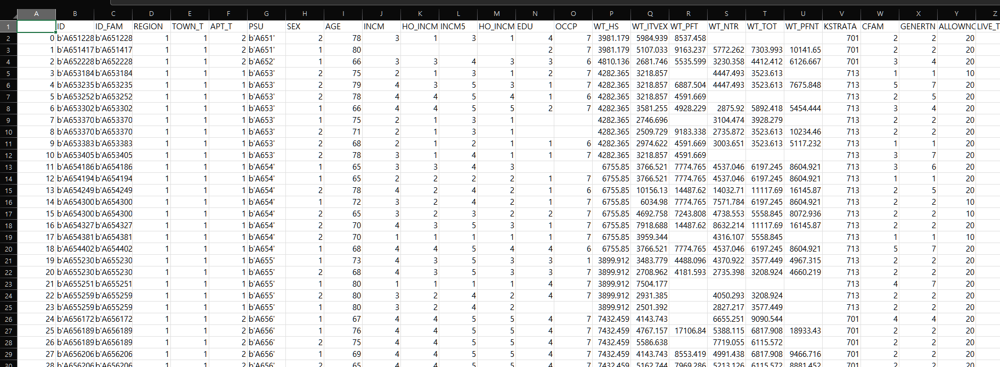 A B C D E F G H I J K L M N O P Q R S T U V W X Y Z
1 ID ID_FAM REGION TOWN_T APT_T PSU SEX AGE INCM HO_INCM INCM5 HO_INCM EDU OCCP WT_HS WT_ITVEX WT_PFT WT_NTR WT_TOT WT_PFNT KSTRATA CFAM GENERTN ALLOWNC LIVE_T
2 0 b'A651228 b'A651228 1 1 2 b'A651' 2 78 3 1 3 1 4 7 3981.179 5984.939 8537.458 701 2 2 20
3 1 b'A651417 b'A651417 1 1 2 b'A651' 1 80 2 7 3981.179 5107.033 9163.237 5772.262 7303.993 10141.65 701 2 2 20
4 2 b'A652228 b'A652228 1 1 2 b'A652' 1 66 3 3 4 3 3 6 4810.136 2681.746 5535.599 3230.358 4412.412 6126.667 701 3 4 20
5 3 b'A653184 b'A653184 1 1 1 b'A653' 2 75 2 1 3 1 2 7 4282.365 3218.857 4447.493 3523.613 713 1 1 10
6 4 b'A653235 b'A653235 1 1 1 b'A653' 2 79 4 3 5 3 1 7 4282.365 3218.857 6887.504 4447.493 3523.613 7675.848 713 5 7 20
7 5 b'A653252 b'A653252 1 1 1 b'A653' 2 78 4 4 5 4 1 6 4282.365 3218.857 4591.669 713 2 5 20
8 6 b'A653302 b'A653302 1 1 1 b'A653' 1 66 4 4 5 5 2 7 4282.365 3581.255 4928.229 2875.92 5892.418 5454.444 713 3 4 20
9 7 b'A653370 b'A653370 1 1 1 b'A653' 1 75 2 1 3 1 4282.365 2746.696 3104.474 3928.279 713 2 2 20
10 8 b'A653370 b'A653370 1 1 1 b'A653' 2 71 2 1 3 1 4282.365 2509.729 9183.338 2735.872 3523.613 10234.46 713 2 2 20
11 9 b'A653383 b'A653383 1 1 1 b'A653' 2 68 2 1 2 1 1 6 4282.365 2974.622 4591.669 3003.651 3523.613 5117.232 713 1 1 20
12 10 b'A653405 b'A653405 1 1 1 b'A653' 2 78 3 1 4 1 1 7 4282.365 3218.857 4591.669 713 3 7 20
13 11 b'A654186 b'A654186 1 1 1 b'A654' 1 65 3 3 4 3 6755.85 3766.521 7774.765 4537.046 6197.245 8604.921 713 3 6 20
14 12 b'A654194 b'A654194 1 1 1 b'A654' 1 65 2 2 2 2 1 7 6755.85 3766.521 7774.765 4537.046 6197.245 8604.921 713 1 1 20
15 13 b'A654249 b'A654249 1 1 1 b'A654' 2 78 4 2 4 2 1 6 6755.85 10156.13 14487.62 14032.71 11117.69 16145.87 713 2 5 20
16 14 b'A654300 b'A654300 1 1 1 b'A654' 1 72 3 2 4 2 1 7 6755.85 6034.98 7774.765 7571.784 6197.245 8604.921 713 2 2 10
17 15 b'A654300 b'A654300 1 1 1 b'A654' 2 65 3 2 3 2 2 7 6755.85 4692.758 7243.808 4738.553 5558.845 8072.936 713 2 2 10
18 16 b'A654327 b'A654327 1 1 1 b'A654' 2 70 4 3 5 3 1 7 6755.85 7918.688 14487.62 8632.214 11117.69 16145.87 713 2 2 20
19 17 b'A654381 b'A654381 1 1 1 b'A654' 2 70 1 1 1 1 1 7 6755.85 3959.344 4316.107 5558.845 713 1 1 10
20 18 b'A654402 b'A654402 1 1 1 b'A654' 1 68 4 4 5 4 4 6 6755.85 3766.521 7774.765 4537.046 6197.245 8604.921 713 5 7 20
21 19 b'A655230 b'A655230 1 1 1 b'A655' 1 73 4 3 5 3 3 1 3899.912 3483.779 4488.096 4370.922 3577.449 4967.315 713 2 2 20
22 20 b'A655230 b'A655230 1 1 1 b'A655' 2 68 4 3 5 3 3 7 3899.912 2708.962 4181.593 2735.398 3208.924 4660.219 713 2 2 20
23 21 b'A655251 b'A655251 1 1 1 b'A655' 1 80 1 1 1 1 4 7 3899.912 7504.177 713 4 7 20
24 22 b'A655259 b'A655259 1 1 1 b'A655' 2 80 3 2 4 2 4 7 3899.912 2931.385 4050.293 3208.924 713 2 2 20
25 23 b'A655259 b'A655259 1 1 1 b'A655' 1 80 3 2 4 2 3899.912 2501.392 2827.217 3577.449 713 2 2 20
26 24 b'A656172 b'A656172 1 1 2 b'A656' 1 67 4 4 5 5 4 7 7432.459 4143.743 6655.251 9090.544 701 4 4 20
27 25 b'A656189 b'A656189 1 1 2 b'A656' 1 76 4 4 5 5 4 7 7432.459 4767.157 17106.84 5388.115 6817.908 18933.43 701 2 2 20
28 26 b'A656189 b'A656189 1 1 2 b'A656' 2 75 4 4 5 5 4 7 7432.459 5586.638 7719.055 6115.572 701 2 2 20
29 27 b'A656206 b'A656206 1 1 2 b'A656' 1 69 4 4 5 5 4 7 7432.459 4143.743 8553.419 4991.438 6817.908 9466.716 701 2 2 20
30 28 b'A656206 b'A656206 1 1 2 b'A656' 2 65 4 4 5 5 4 7 7432.459 5162.744 7969.286 5213.126 6115.572 8881.452 701 2 2 20